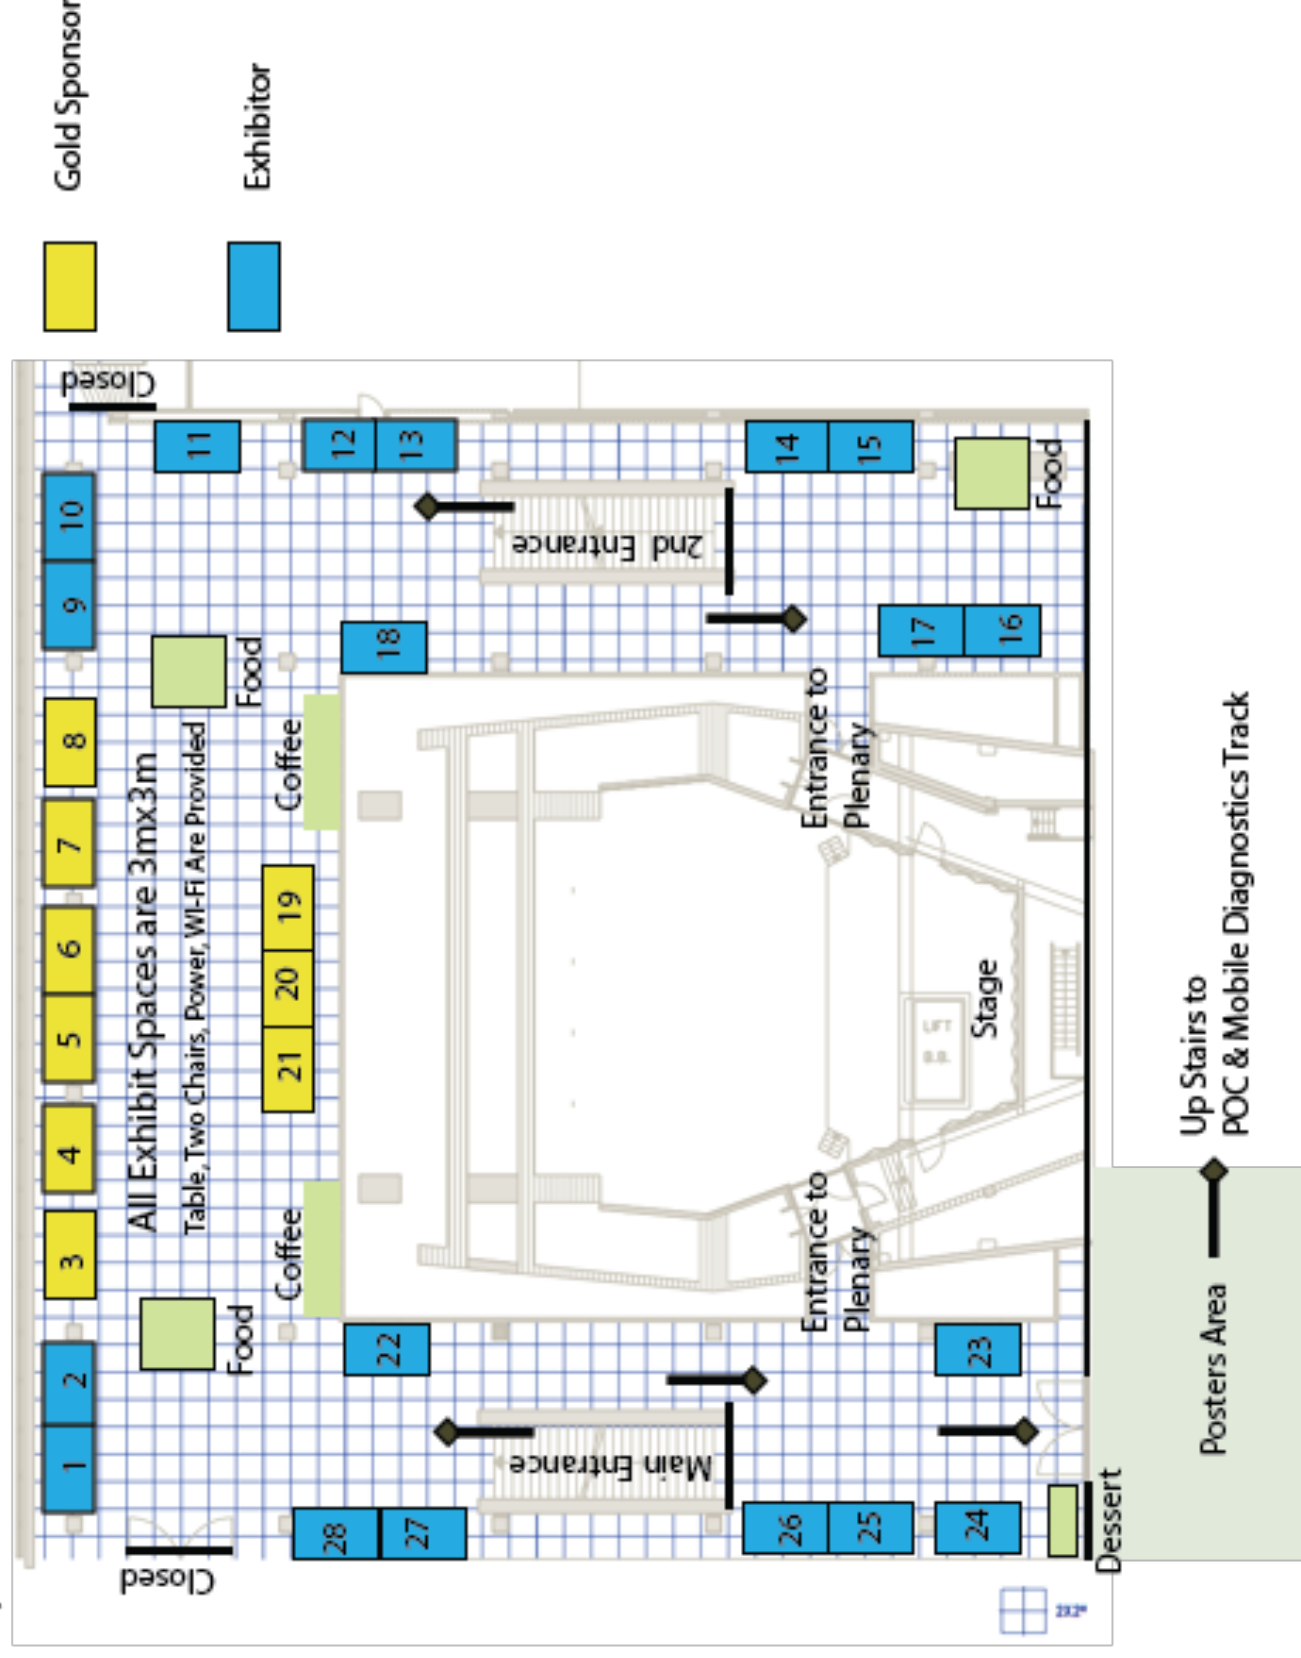 Gold Sponsor
Exhibitor
Closed
1
2
3
4
5
6
7
8
9
10
11
Food
Food
All Exhibit Spaces are 3mx3m
Table, Two Chairs, Power, Wi-Fi Are Provided
Coffee
21
20
19
Coffee
Closed
28
27
22
18
12
13
Main Entrance
2nd Entrance
26
25
Entrance to
Plenary
Entrance to
Plenary
14
15
24
23
LIFT
Stage
17
16
Food
2X2m
Dessert
Posters Area
Up Stairs to
POC & Mobile Diagnostics Track